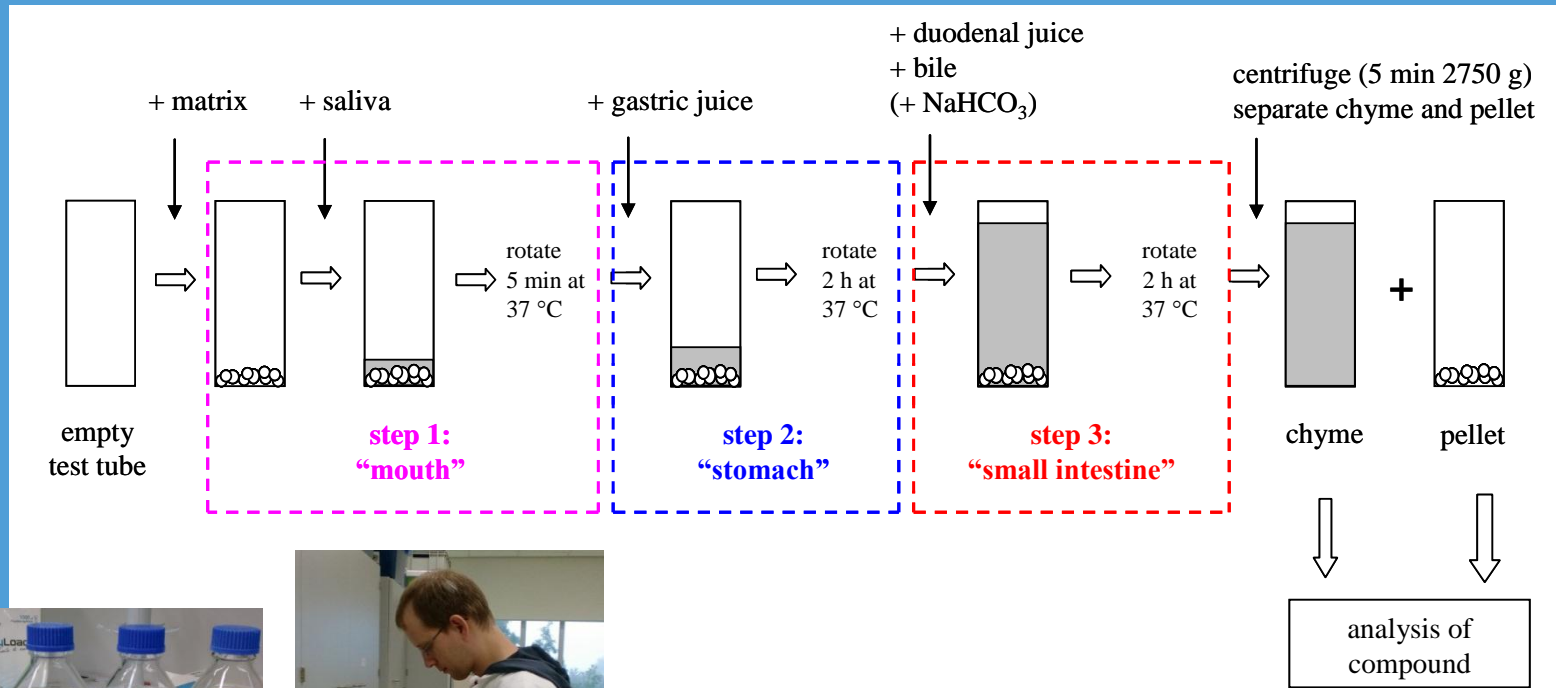 + matrix
+ saliva
+ gastric juice
+ duodenal juice
+ bile
(+ NaHCO₃)
centrifuge (5 min 2750 g)
separate chyme and pellet
rotate
5 min at
37 °C
rotate
2 h at
37 °C
rotate
2 h at
37 °C
+
empty
test tube
step 1:
“mouth”
step 2:
“stomach”
step 3:
“small intestine”
chyme
pellet
analysis of
compound